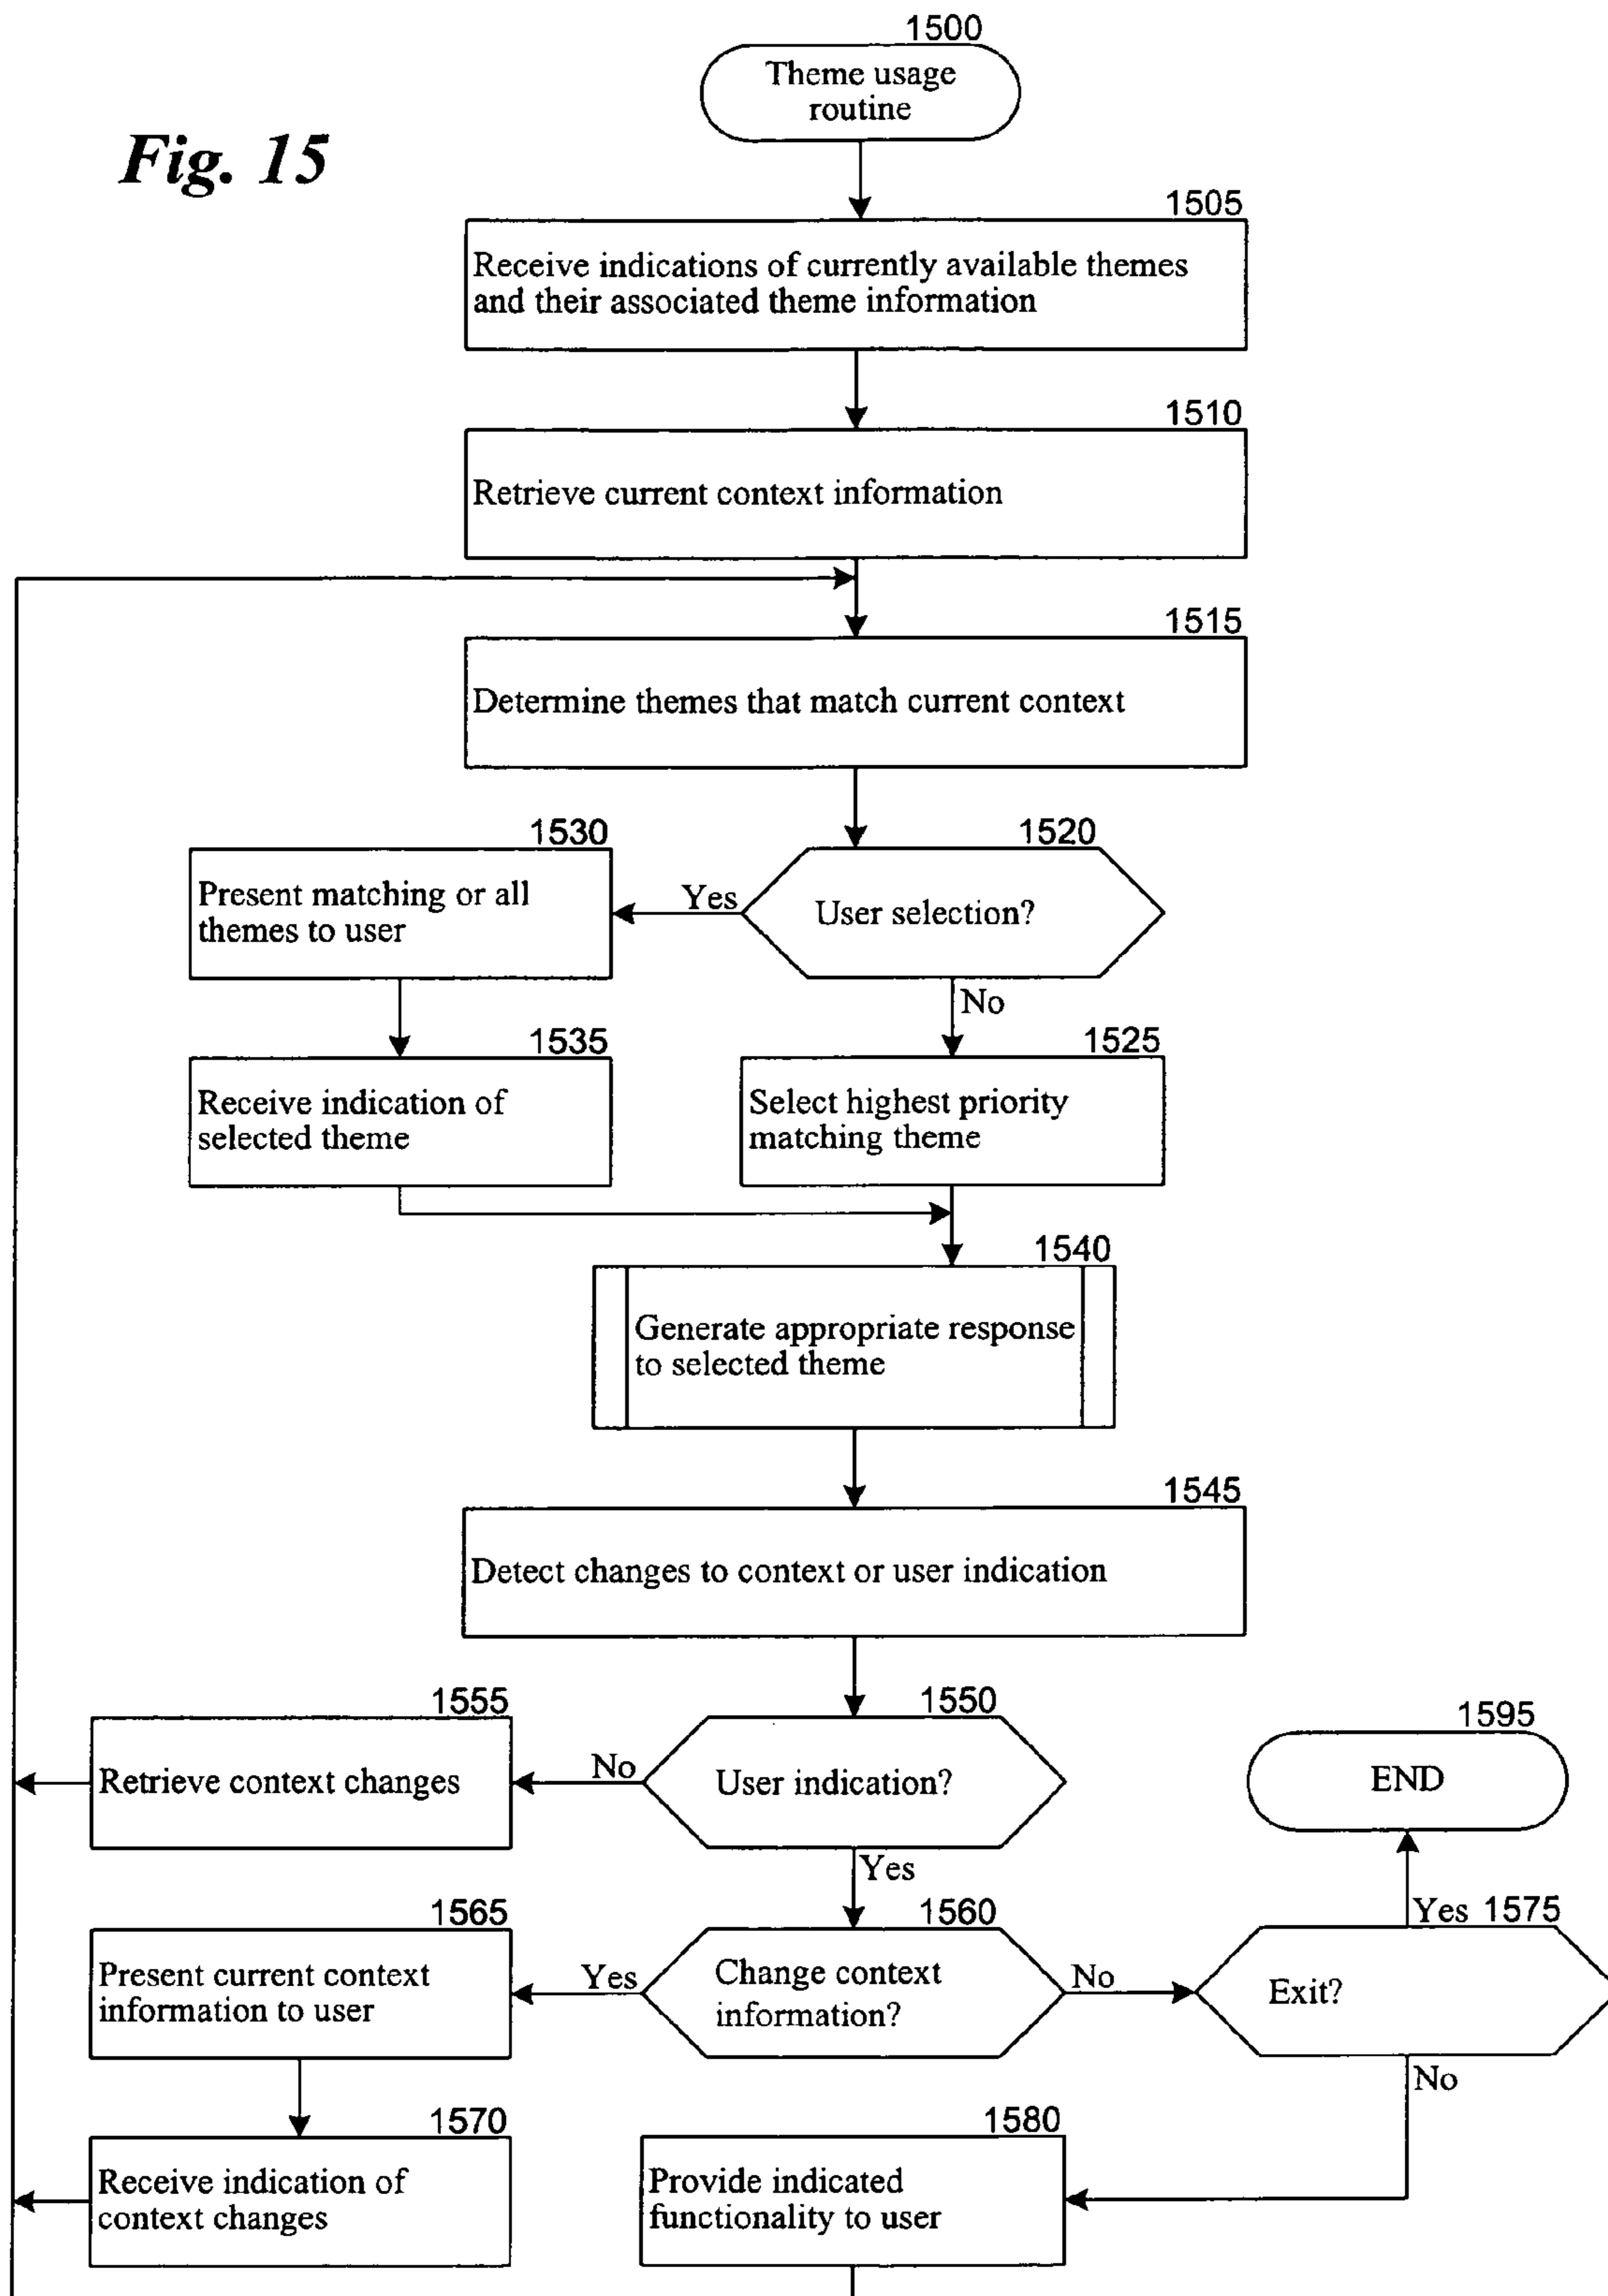 1500
Theme usage
routine
Fig. 15
1505
Receive indications of currently available themes
and their associated theme information
1510
Retrieve current context information
1515
Determine themes that match current context
1530
1520
Present matching or all
themes to user
Yes
User selection?
No
1535
1525
Receive indication of
selected theme
Select highest priority
matching theme
1540
Generate appropriate response
to selected theme
1545
Detect changes to context or user indication
1555
1550
1595
Retrieve context changes
No
User indication?
END
Yes
1565
1560
Yes 1575
Present current context
information to user
Yes
Change context
information?
No
Exit?
No
1570
1580
Receive indication of
context changes
Provide indicated
functionality to user